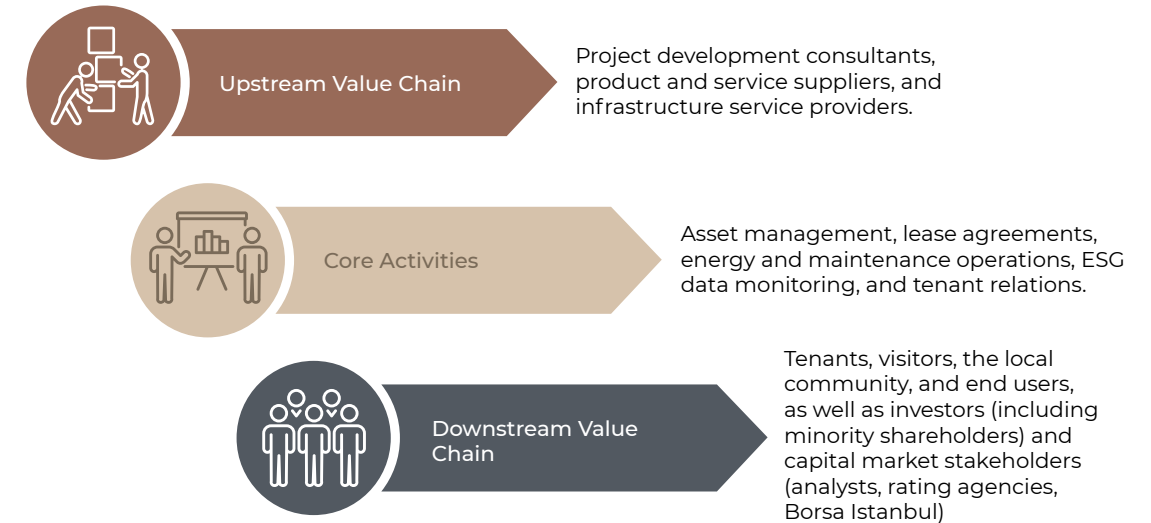 Upstream Value Chain
Project development consultants,
product and service suppliers, and
infrastructure service providers.
Core Activities
Asset management, lease agreements,
energy and maintenance operations, ESG
data monitoring, and tenant relations.
Downstream Value
Chain
Tenants, visitors, the local
community, and end users,
as well as investors (including
minority shareholders) and
capital market stakeholders
(analysts, rating agencies,
Borsa Istanbul)